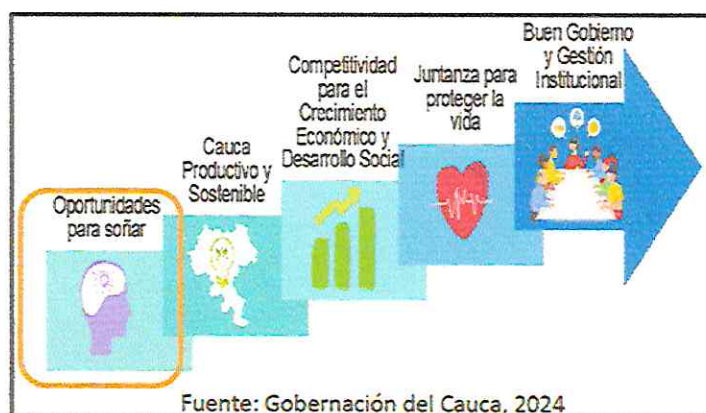 Oportunidades
para soñar
Cauca
Productivo y
Sostenible
Competitividad
para el
Crecimiento
Económico y
Desarrollo Social
Juntanza para
proteger la
vida
Buen Gobierno
y Gestión
Institucional
Fuente: Gobernación del Cauca, 2024